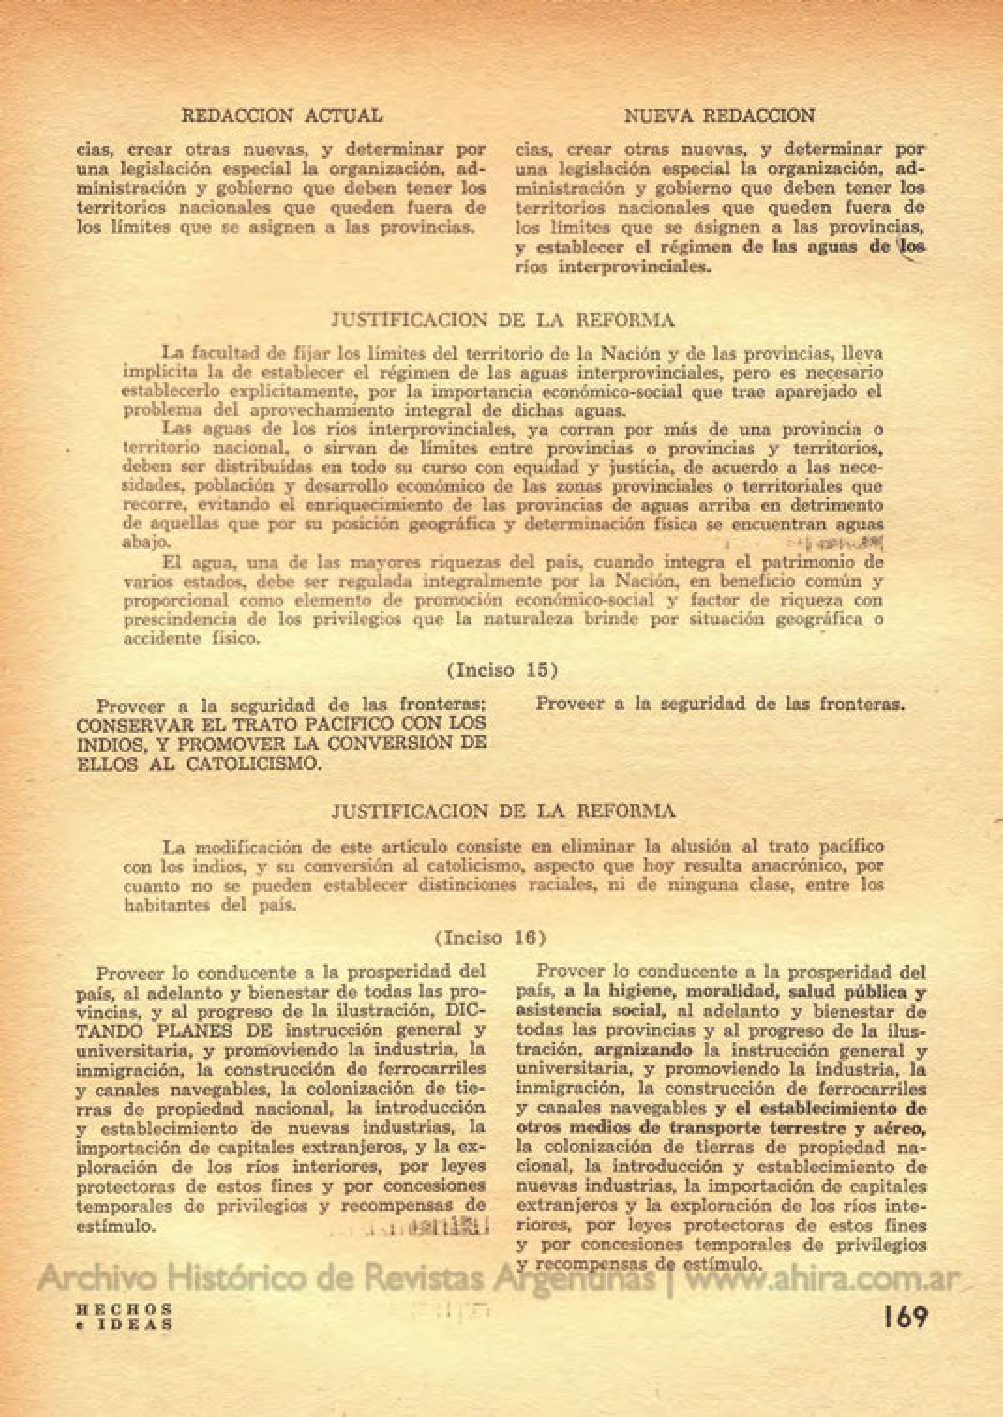 REDACCION ACTUAL
cias, crear otras nuevas, y determinar por
una legislación especial la organización, ad-
ministración y gobierno que deben tener los
territorios nacionales que queden fuera de
los límites que se asignen a las provincias.
NUEVA REDACCION
cias, crear otras nuevas, y determinar por
una legislación especial la organización, ad-
ministración y gobierno que deben tener los
territorios nacionales que queden fuera de
los límites que se ásignen a las provincias,
y establecer el régimen de las aguas de los
ríos interprovinciales.
JUSTIFICACION DE LA REFORMA
La facultad de fijar los límites del territorio de la Nación y de las provincias, lleva
implícita la de establecer el régimen de las aguas interprovinciales, pero es necesario
establecerlo explícitamente, por la importancia económico-social que trae aparejado el
problema del aprovechamiento integral de dichas aguas.
Las aguas de los ríos interprovinciales, ya corran por más de una provincia o
territorio nacional, o sirvan de límites entre provincias o provincias y territorios,
deben ser distribuídas en todo su curso con equidad y justicia, de acuerdo a las nece-
sidades, población y desarrollo económico de las zonas provinciales o territoriales que
recorre, evitando el enriquecimiento de las provincias de aguas arriba en detrimento
de aquellas que por su posición geográfica y determinación física se encuentran aguas
abajo.
El agua, una de las mayores riquezas del país, cuando integra el patrimonio de
varios estados, debe ser regulada integralmente por la Nación, en beneficio común y
proporcional como elemento de promoción económico-social y factor de riqueza con
prescindencia de los privilegios que la naturaleza brinde por situación geográfica o
accidente físico.
(Inciso 15)
Proveer a la seguridad de las fronteras;
CONSERVAR EL TRATO PACIFICO CON LOS
INDIOS, Y PROMOVER LA CONVERSIÓN DE
ELLOS AL CATOLICISMO.
Proveer a la seguridad de las fronteras.
JUSTIFICACION DE LA REFORMA
La modificación de este artículo consiste en eliminar la alusión al trato pacífico
con los indios, y su conversión al catolicismo, aspecto que hoy resulta anacrónico, por
cuanto no se pueden establecer distinciones raciales, ni de ninguna clase, entre los
habitantes del país.
(Inciso 16)
Proveer lo conducente a la prosperidad del
país, al adelanto y bienestar de todas las pro-
vincias, y al progreso de la ilustración, DIC-
TANDO PLANES DE instrucción general y
universitaria, y promoviendo la industria, la
inmigración, la construcción de ferrocarriles
y canales navegables, la colonización de tie-
rras de propiedad nacional, la introducción
y establecimiento de nuevas industrias, la
importación de capitales extranjeros, y la ex-
ploración de los ríos interiores, por leyes
protectoras de estos fines y por concesiones
temporales de privilegios y recompensas de
estímulo.
Proveer lo conducente a la prosperidad del
país, a la higiene, moralidad, salud pública y
asistencia social, al adelanto y bienestar de
todas las provincias y al progreso de la ilus-
tración, argnizando la instrucción general y
universitaria, y promoviendo la industria, la
inmigración, la construcción de ferrocarriles
y canales navegables y el establecimiento de
otros medios de transporte terrestre y aéreo,
la colonización de tierras de propiedad na-
cional, la introducción y establecimiento de
nuevas industrias, la importación de capitales
extranjeros y la exploración de los ríos inte-
riores, por leyes protectoras de estos fines
y por concesiones temporales de privilegios
y recompensas de estímulo.
Archivo Histórico de Revistas Argentinas | www.ahira.com.ar
HECHOS
e IDEAS
169